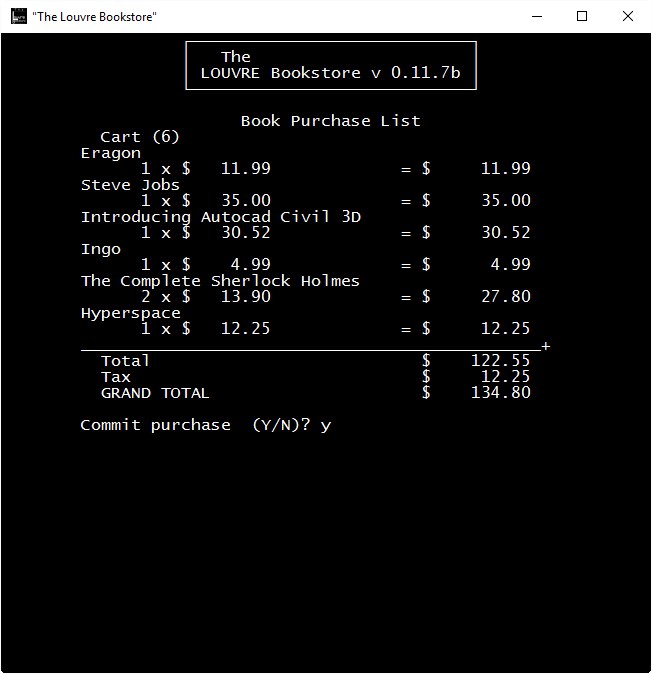 "The Louvre Bookstore"
The
LOUVRE Bookstore v 0.11.7b
Book Purchase List
Cart (6)
Eragon
1 x $ 11.99 = $ 11.99
Steve Jobs
1 x $ 35.00 = $ 35.00
Introducing Autocad Civil 3D
1 x $ 30.52 = $ 30.52
Ingo
1 x $ 4.99 = $ 4.99
The Complete Sherlock Holmes
2 x $ 13.90 = $ 27.80
Hyperspace
1 x $ 12.25 = $ 12.25
+
Total $ 122.55
Tax $ 12.25
GRAND TOTAL $ 134.80
Commit purchase (Y/N)? y